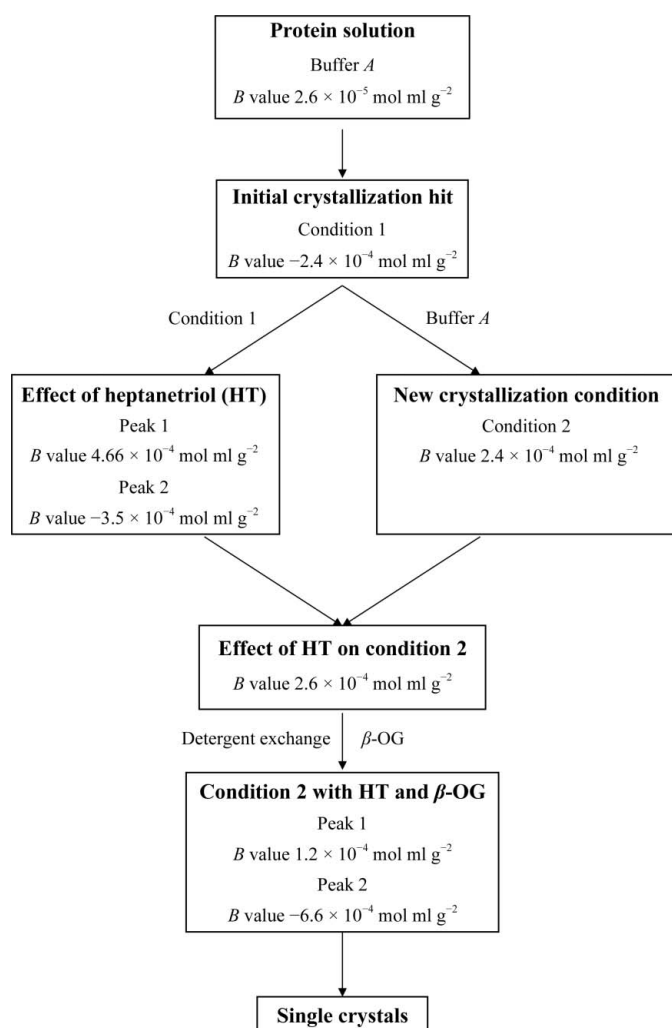 Protein solution
Buffer A
B value 2.6 × 10⁻⁵ mol ml g⁻²
Initial crystallization hit
Condition 1
B value −2.4 × 10⁻⁴ mol ml g⁻²
Condition 1
Buffer A
Effect of heptanetriol (HT)
Peak 1
B value 4.66 × 10⁻⁴ mol ml g⁻²
Peak 2
B value −3.5 × 10⁻⁴ mol ml g⁻²
New crystallization condition
Condition 2
B value 2.4 × 10⁻⁴ mol ml g⁻²
Effect of HT on condition 2
B value 2.6 × 10⁻⁴ mol ml g⁻²
Detergent exchange β-OG
Condition 2 with HT and β-OG
Peak 1
B value 1.2 × 10⁻⁴ mol ml g⁻²
Peak 2
B value −6.6 × 10⁻⁴ mol ml g⁻²
Single crystals